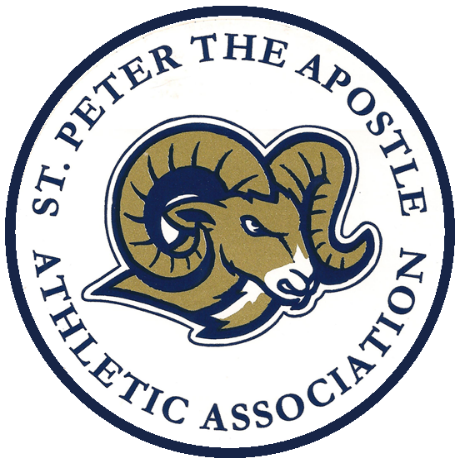 ST. PETER THE APOSTLE
ATHLETIC ASSOCIATION